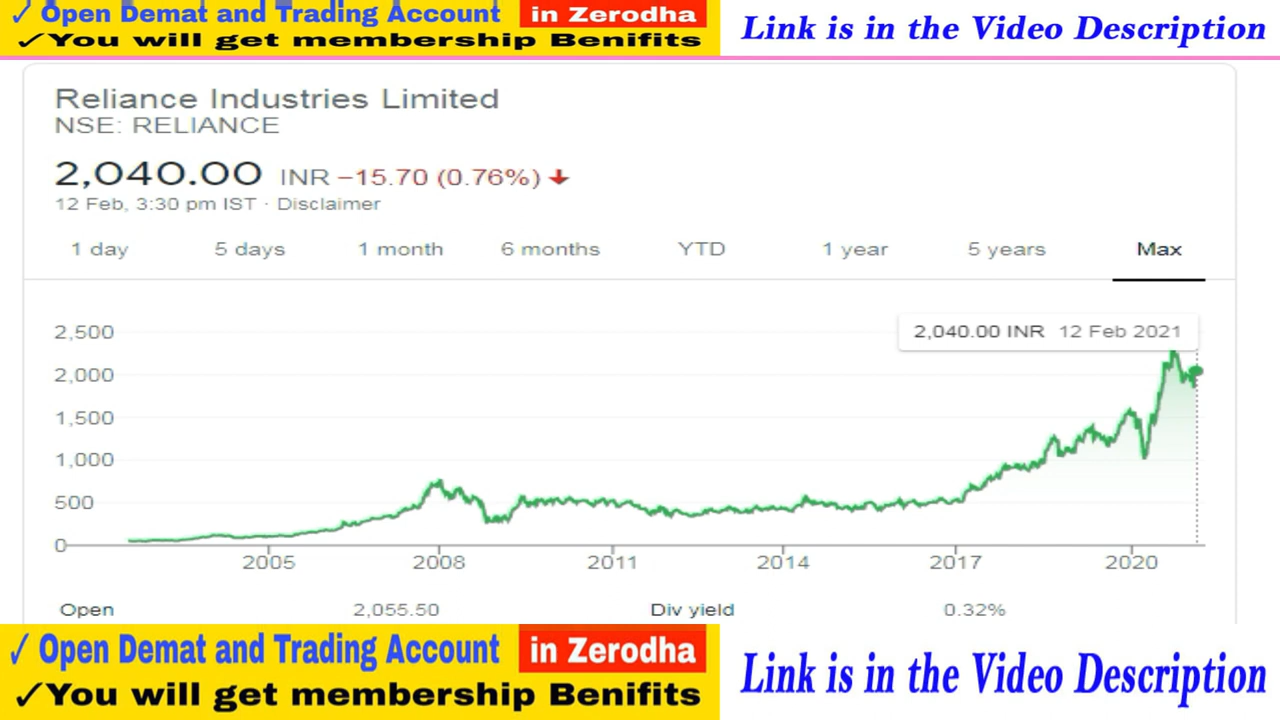 ✓ Open Demat and Trading Account in Zerodha
✓You will get membership Benifits
Link is in the Video Description
Reliance Industries Limited
NSE: RELIANCE
2,040.00 INR −15.70 (0.76%) ↓
12 Feb, 3:30 pm IST · Disclaimer
1 day 5 days 1 month 6 months YTD 1 year 5 years Max
2,040.00 INR 12 Feb 2021
2,500
2,000
1,500
1,000
500
0
2005 2008 2011 2014 2017 2020
Open 2,055.50 Div yield 0.32%
✓ Open Demat and Trading Account in Zerodha
✓You will get membership Benifits
Link is in the Video Description